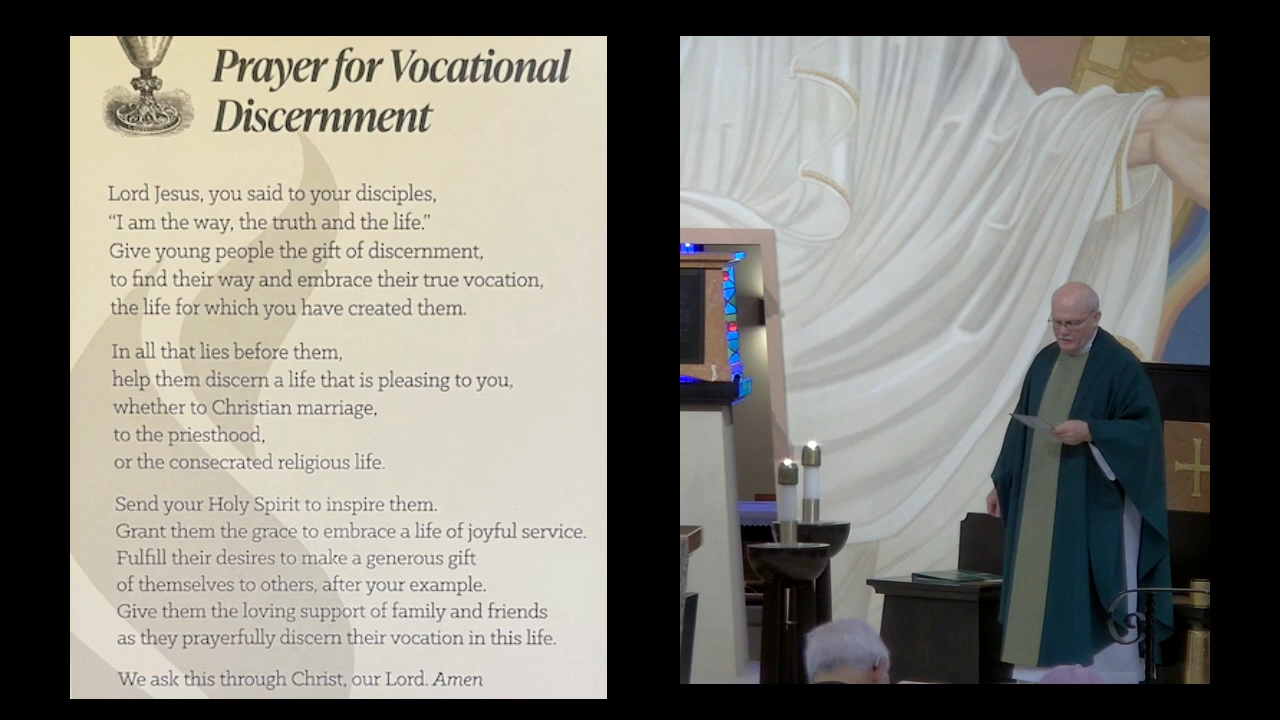 Prayer for Vocational
Discernment
Lord Jesus, you said to your disciples,
“I am the way, the truth and the life.”
Give young people the gift of discernment,
to find their way and embrace their true vocation,
the life for which you have created them.
In all that lies before them,
help them discern a life that is pleasing to you,
whether to Christian marriage,
to the priesthood,
or the consecrated religious life.
Send your Holy Spirit to inspire them.
Grant them the grace to embrace a life of joyful service.
Fulfill their desires to make a generous gift
of themselves to others, after your example.
Give them the loving support of family and friends
as they prayerfully discern their vocation in this life.
We ask this through Christ, our Lord. Amen